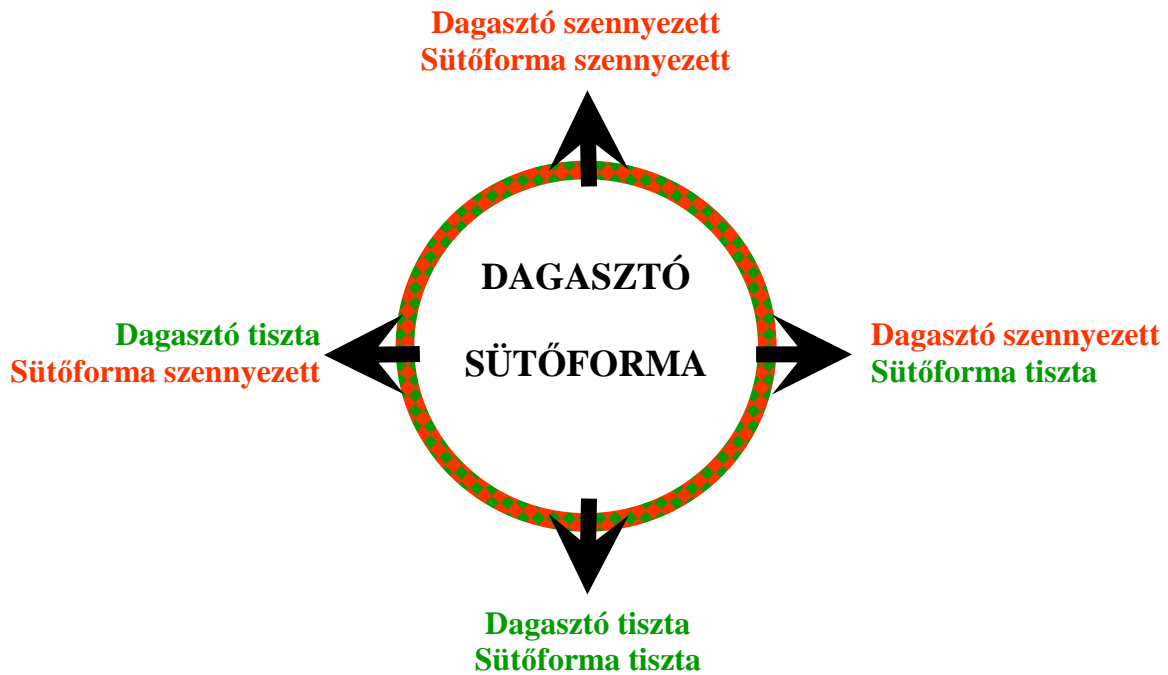 Dagasztó szennyezett
Sütőforma szennyezett
DAGASZTÓ
SÜTŐFORMA
Dagasztó tiszta
Sütőforma szennyezett
Dagasztó szennyezett
Sütőforma tiszta
Dagasztó tiszta
Sütőforma tiszta